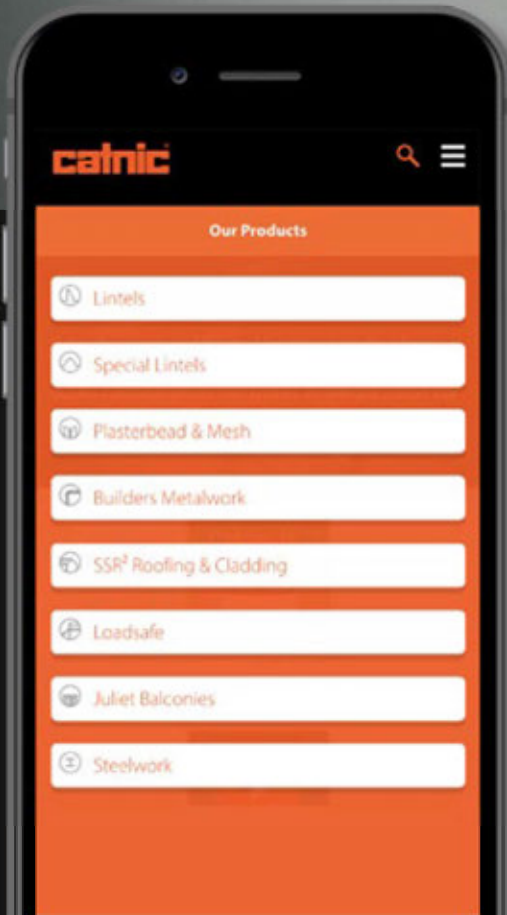 catnic
Our Products
Lintels
Special Lintels
Plasterbead & Mesh
Builders Metalwork
SSR² Roofing & Cladding
Loadsafe
Juliet Balconies
Steelwork